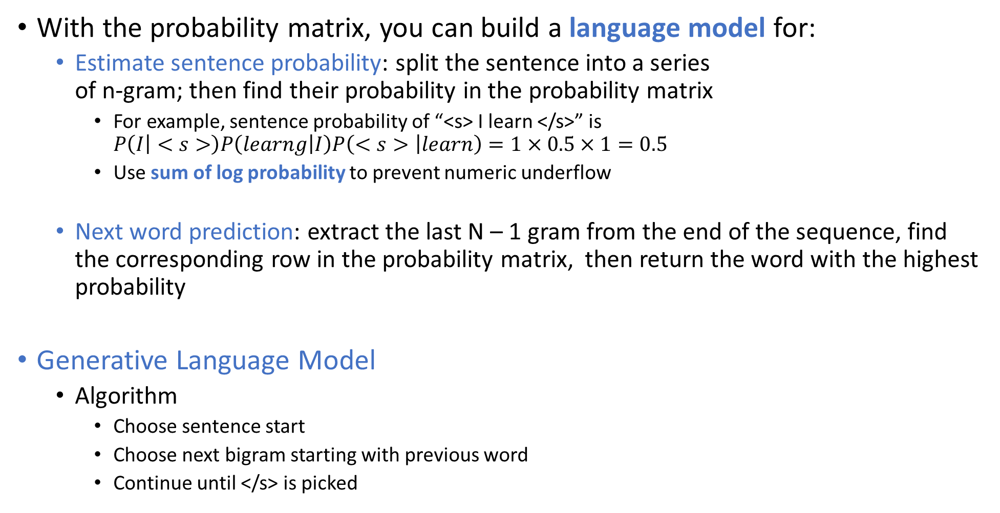 • With the probability matrix, you can build a language model for:
• Estimate sentence probability: split the sentence into a series
of n-gram; then find their probability in the probability matrix
• For example, sentence probability of “<s> I learn </s>” is
P(I| < s >)P(learng|I)P(< s > |learn) = 1 × 0.5 × 1 = 0.5
• Use sum of log probability to prevent numeric underflow
• Next word prediction: extract the last N – 1 gram from the end of the sequence, find
the corresponding row in the probability matrix,  then return the word with the highest
probability
• Generative Language Model
• Algorithm
• Choose sentence start
• Choose next bigram starting with previous word
• Continue until </s> is picked